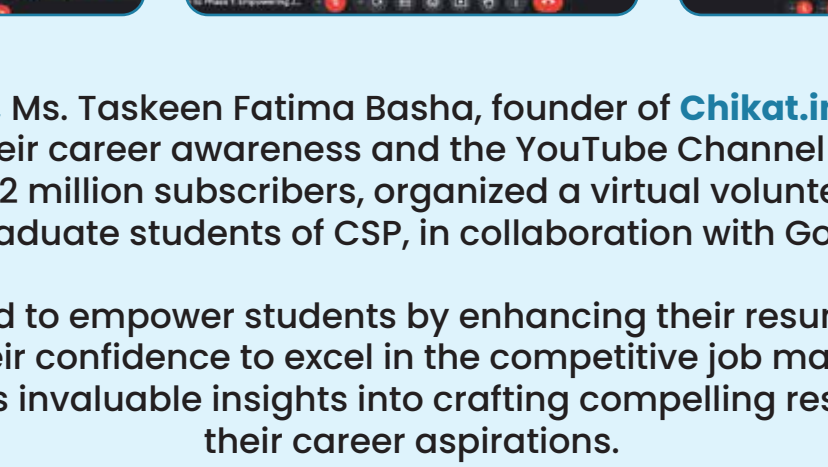 Ms. Taskeen Fatima Basha, founder of Chikat.in
eir career awareness and the YouTube Channel
2 million subscribers, organized a virtual volunte
aduate students of CSP, in collaboration with Go
d to empower students by enhancing their resu
eir confidence to excel in the competitive job ma
s invaluable insights into crafting compelling res
their career aspirations.